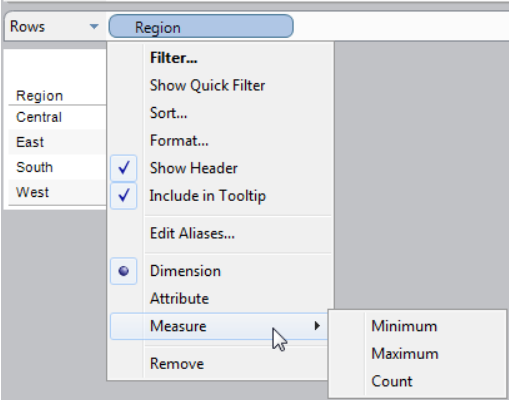 Rows
Region
Filter...
Show Quick Filter
Region
Sort...
Central
Format...
East
Show Header
South
Include in Tooltip
West
Edit Aliases...
Dimension
Attribute
Measure
Minimum
Maximum
Remove
Count